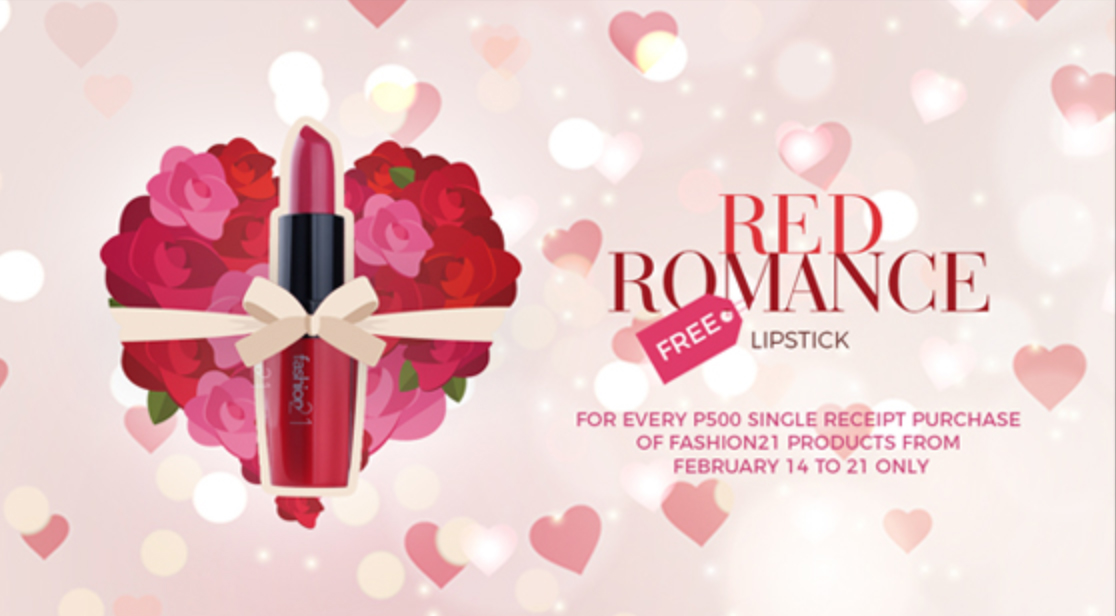 fashion21
RED
ROMANCE
FREE
LIPSTICK
FOR EVERY P500 SINGLE RECEIPT PURCHASE
OF FASHION21 PRODUCTS FROM
FEBRUARY 14 TO 21 ONLY